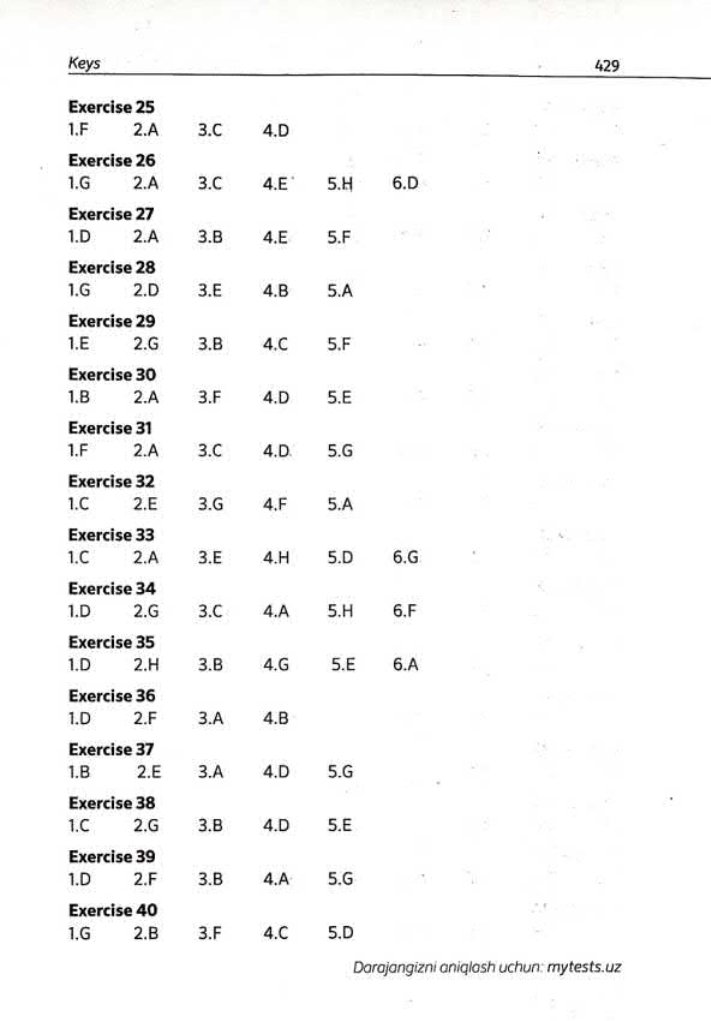 Keys 429
Exercise 25
1.F 2.A 3.C 4.D
Exercise 26
1.G 2.A 3.C 4.E 5.H 6.D
Exercise 27
1.D 2.A 3.B 4.E 5.F
Exercise 28
1.G 2.D 3.E 4.B 5.A
Exercise 29
1.E 2.G 3.B 4.C 5.F
Exercise 30
1.B 2.A 3.F 4.D 5.E
Exercise 31
1.F 2.A 3.C 4.D 5.G
Exercise 32
1.C 2.E 3.G 4.F 5.A
Exercise 33
1.C 2.A 3.E 4.H 5.D 6.G
Exercise 34
1.D 2.G 3.C 4.A 5.H 6.F
Exercise 35
1.D 2.H 3.B 4.G 5.E 6.A
Exercise 36
1.D 2.F 3.A 4.B
Exercise 37
1.B 2.E 3.A 4.D 5.G
Exercise 38
1.C 2.G 3.B 4.D 5.E
Exercise 39
1.D 2.F 3.B 4.A 5.G
Exercise 40
1.G 2.B 3.F 4.C 5.D
Darajangizni aniqlash uchun: mytests.uz